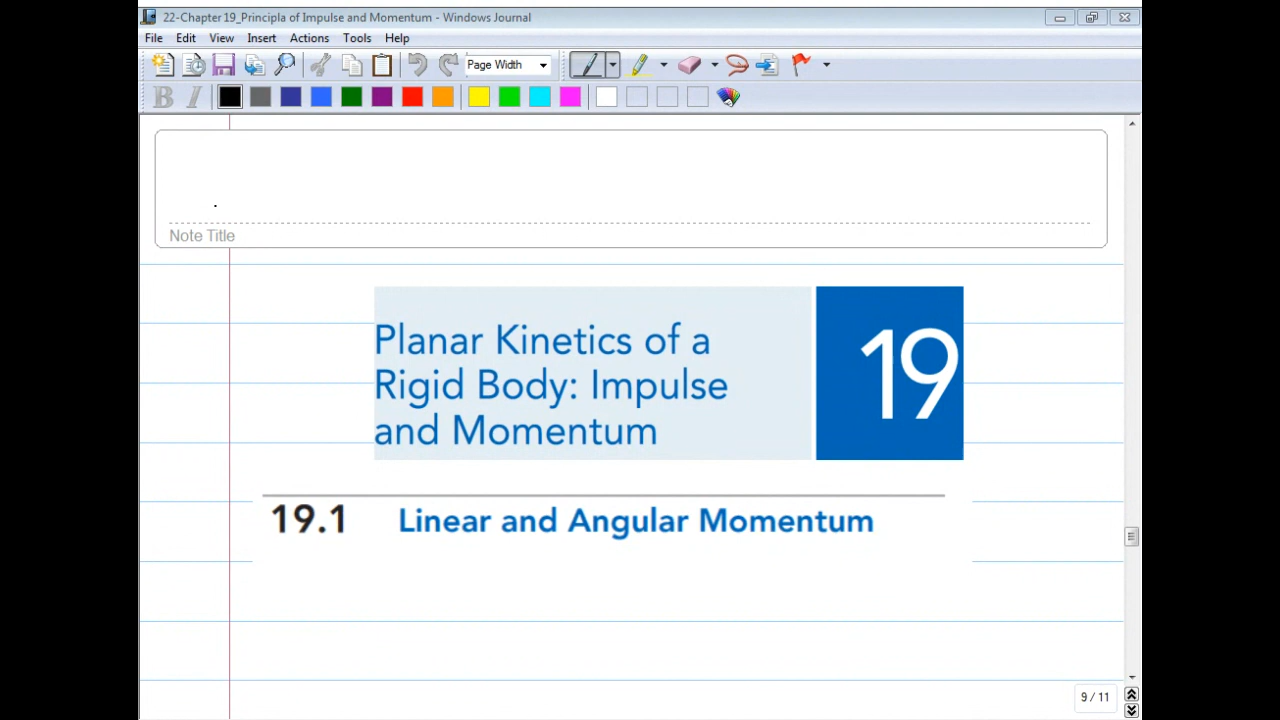 22-Chapter 19_Principla of Impulse and Momentum - Windows Journal
File Edit View Insert Actions Tools Help
Page Width
B I
Note Title
Planar Kinetics of a
Rigid Body: Impulse
and Momentum
19
19.1 Linear and Angular Momentum
9 / 11